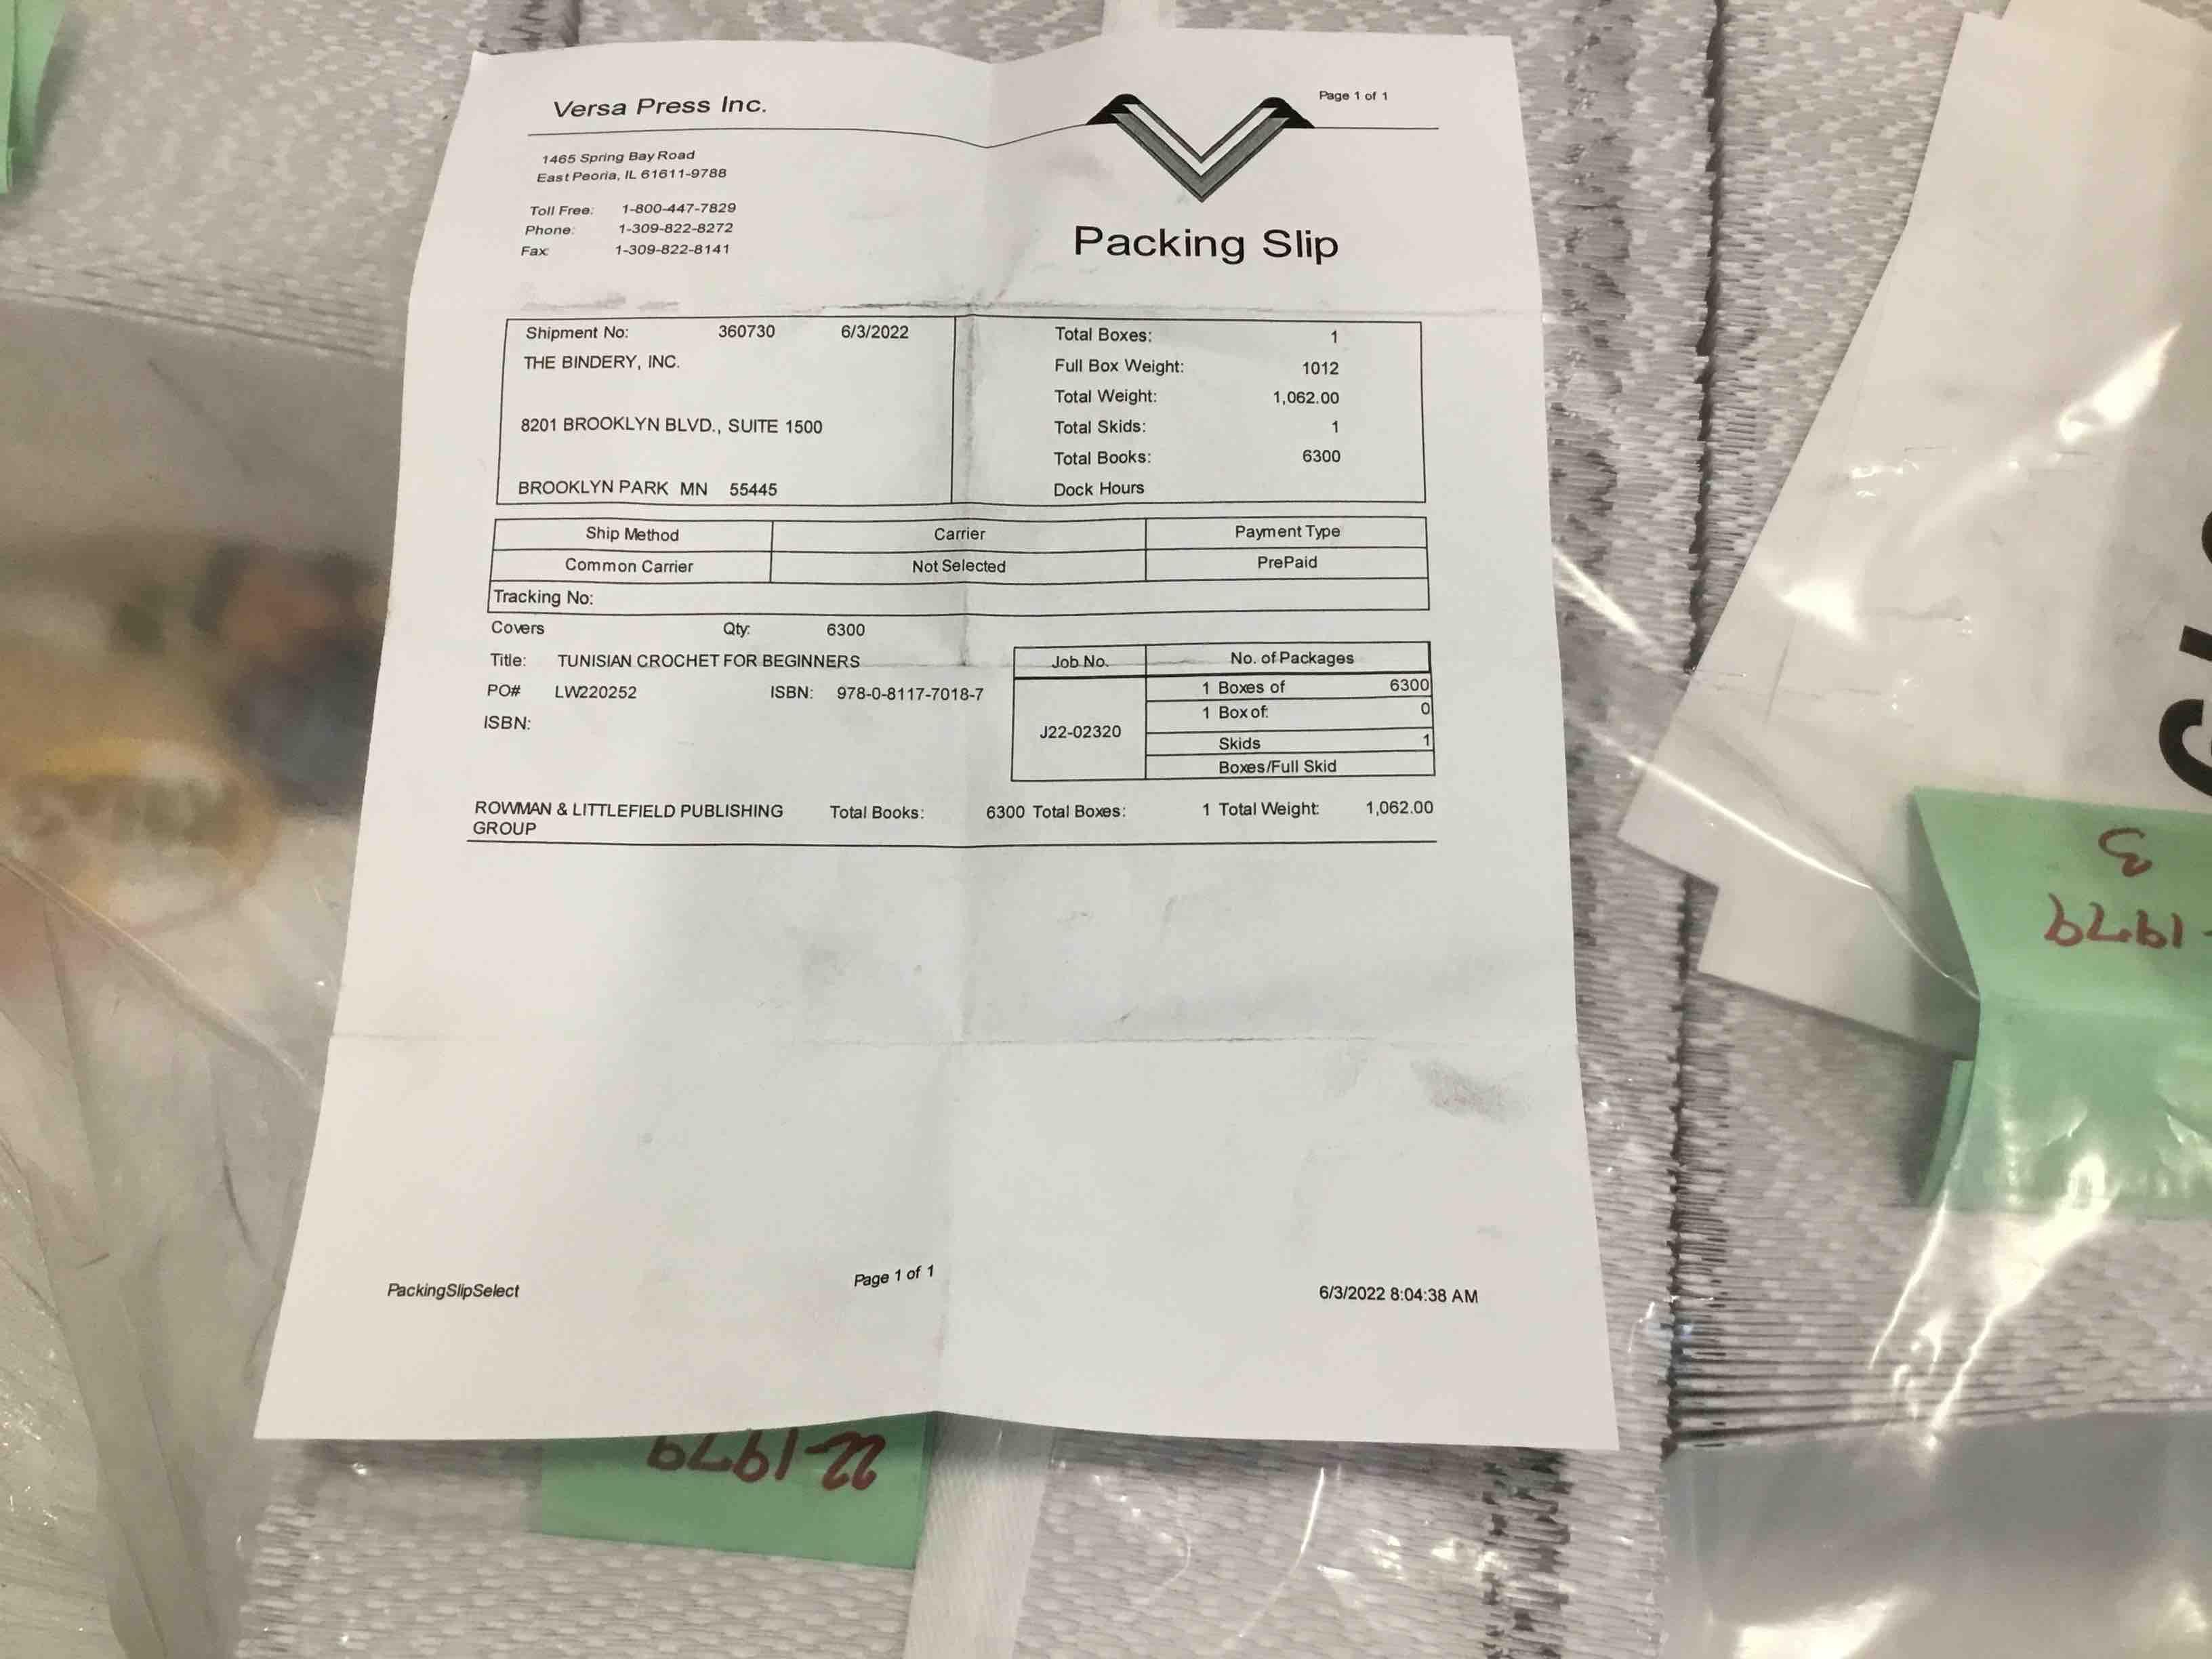 Versa Press Inc.
Page 1 of 1
1465 Spring Bay Road
East Peoria, IL 61611-9788
Toll Free: 1-800-447-7829
Phone: 1-309-822-8272
Fax: 1-309-822-8141
Packing Slip
Shipment No: 360730 6/3/2022
THE BINDERY, INC.
8201 BROOKLYN BLVD., SUITE 1500
BROOKLYN PARK MN 55445
Total Boxes: 1
Full Box Weight: 1012
Total Weight: 1,062.00
Total Skids: 1
Total Books: 6300
Dock Hours
Ship Method Carrier Payment Type
Common Carrier Not Selected PrePaid
Tracking No:
Covers Qty: 6300
Title: TUNISIAN CROCHET FOR BEGINNERS
PO# LW220252 ISBN: 978-0-8117-7018-7
ISBN:
Job No. No. of Packages
J22-02320
1 Boxes of 6300
1 Box of: 0
Skids 1
Boxes/Full Skid
ROWMAN & LITTLEFIELD PUBLISHING GROUP Total Books: 6300 Total Boxes: 1 Total Weight: 1,062.00
PackingSlipSelect
Page 1 of 1
6/3/2022 8:04:38 AM
22-1979
-1979
3